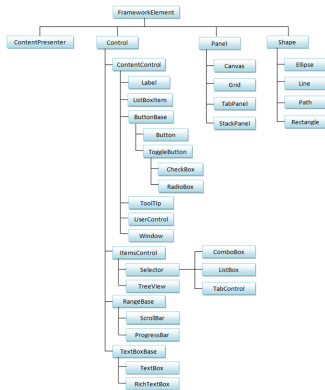 FrameworkElement
ContentPresenter
Control
Panel
Shape
ContentControl
Label
ListBoxItem
ButtonBase
Button
ToggleButton
CheckBox
RadioBox
ToolTip
UserControl
Window
ItemsControl
Selector
TreeView
ComboBox
ListBox
TabControl
RangeBase
ScrollBar
ProgressBar
TextBoxBase
TextBox
RichTextBox
Canvas
Grid
TabPanel
StackPanel
Ellipse
Line
Path
Rectangle